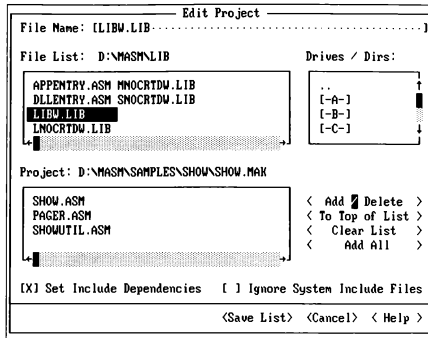 Edit Project
File Name: [LIBW.LIB····························]
File List: D:\MASM\LIB
Drives / Dirs:
APPENTRY.ASM MNOCRTDW.LIB
DLLENTRY.ASM SNOCRTDW.LIB
LIBW.LIB
LNOCRTDW.LIB
..
[-A-]
[-B-]
[-C-]
Project: D:\MASM\SAMPLES\SHOW\SHOW.MAK
SHOW.ASM
PAGER.ASM
SHOWUTIL.ASM
< Add / Delete >
< To Top of List >
< Clear List >
< Add All >
[X] Set Include Dependencies [ ] Ignore System Include Files
<Save List> <Cancel> < Help >